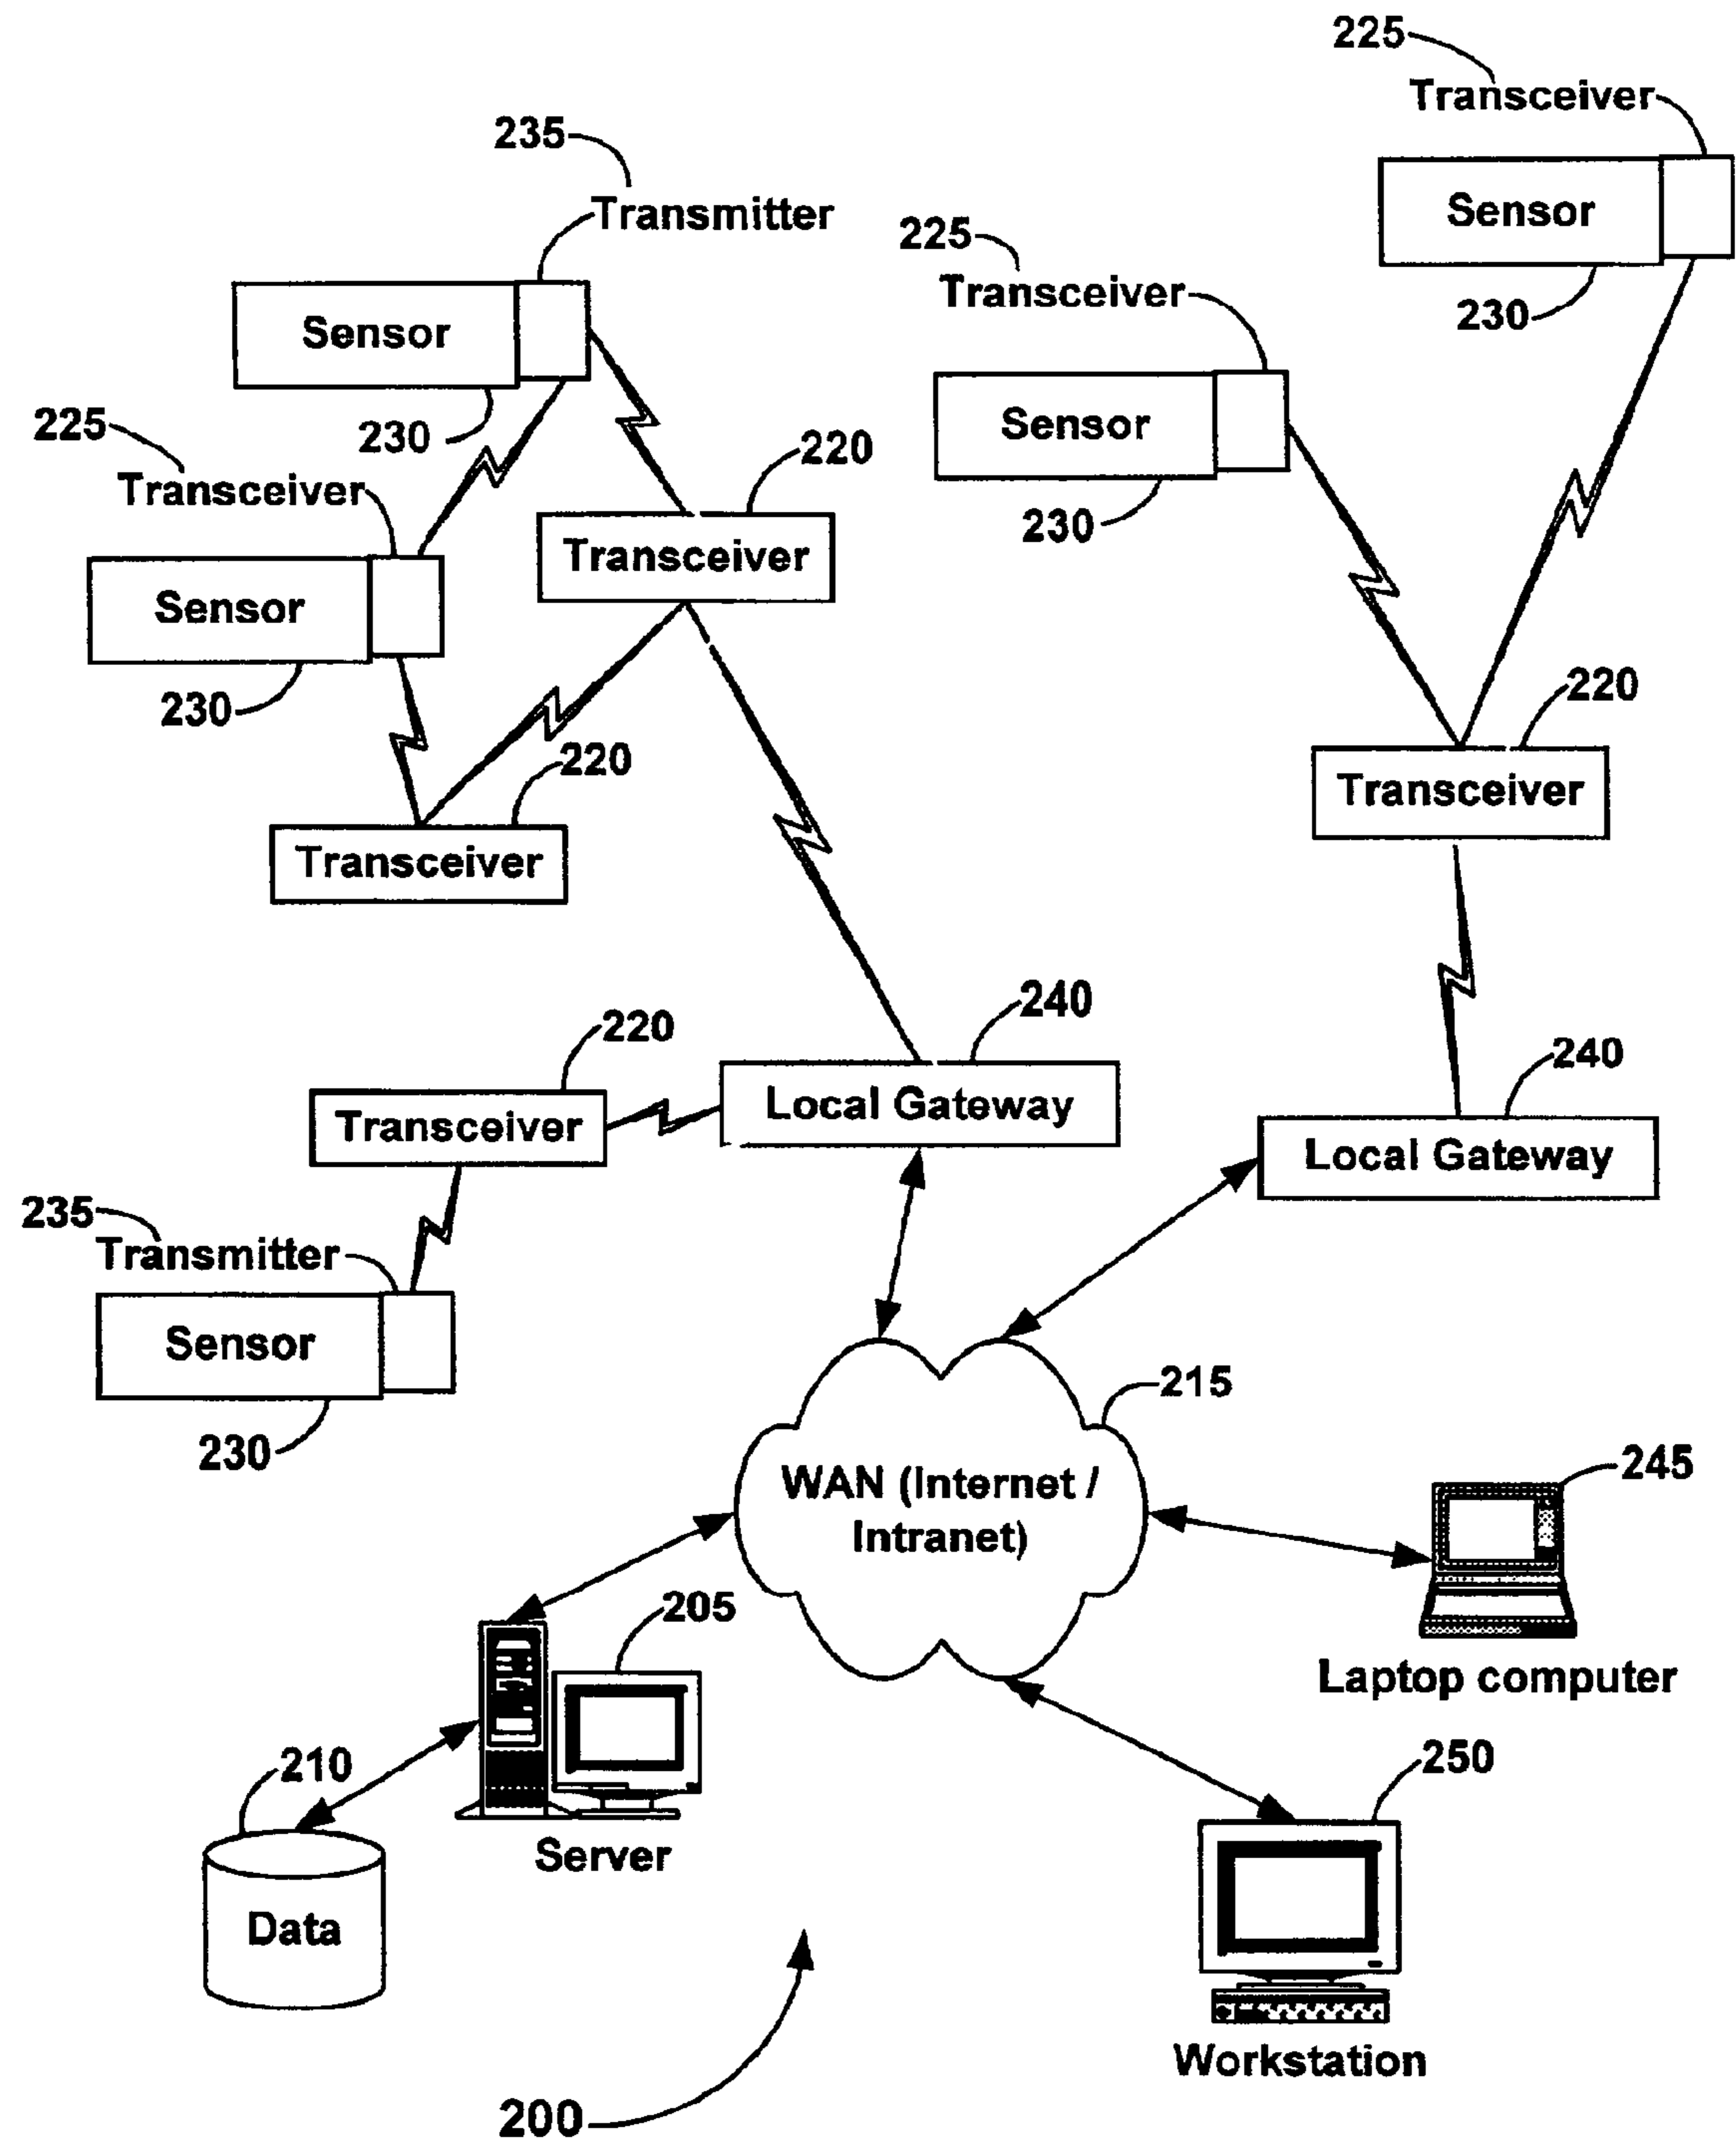 225
Transceiver
235
Transmitter
Sensor
225
Transceiver
230
Sensor
230
225
Transceiver
Sensor
230
220
Transceiver
Sensor
230
220
Transceiver
220
Transceiver
240
Local Gateway
220
Transceiver
240
Local Gateway
235
Transmitter
Sensor
230
215
WAN (Internet /
Intranet)
245
Laptop computer
205
Server
210
Data
250
Workstation
200